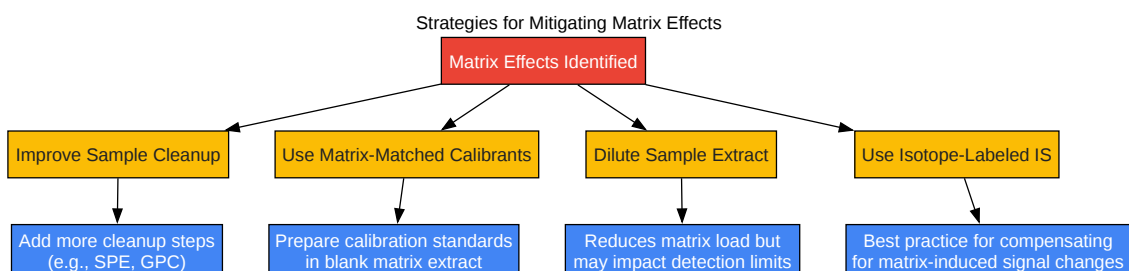 Strategies for Mitigating Matrix Effects
Matrix Effects Identified
Improve Sample Cleanup
Use Matrix-Matched Calibrants
Dilute Sample Extract
Use Isotope-Labeled IS
Add more cleanup steps
(e.g., SPE, GPC)
Prepare calibration standards
in blank matrix extract
Reduces matrix load but
may impact detection limits
Best practice for compensating
for matrix-induced signal changes